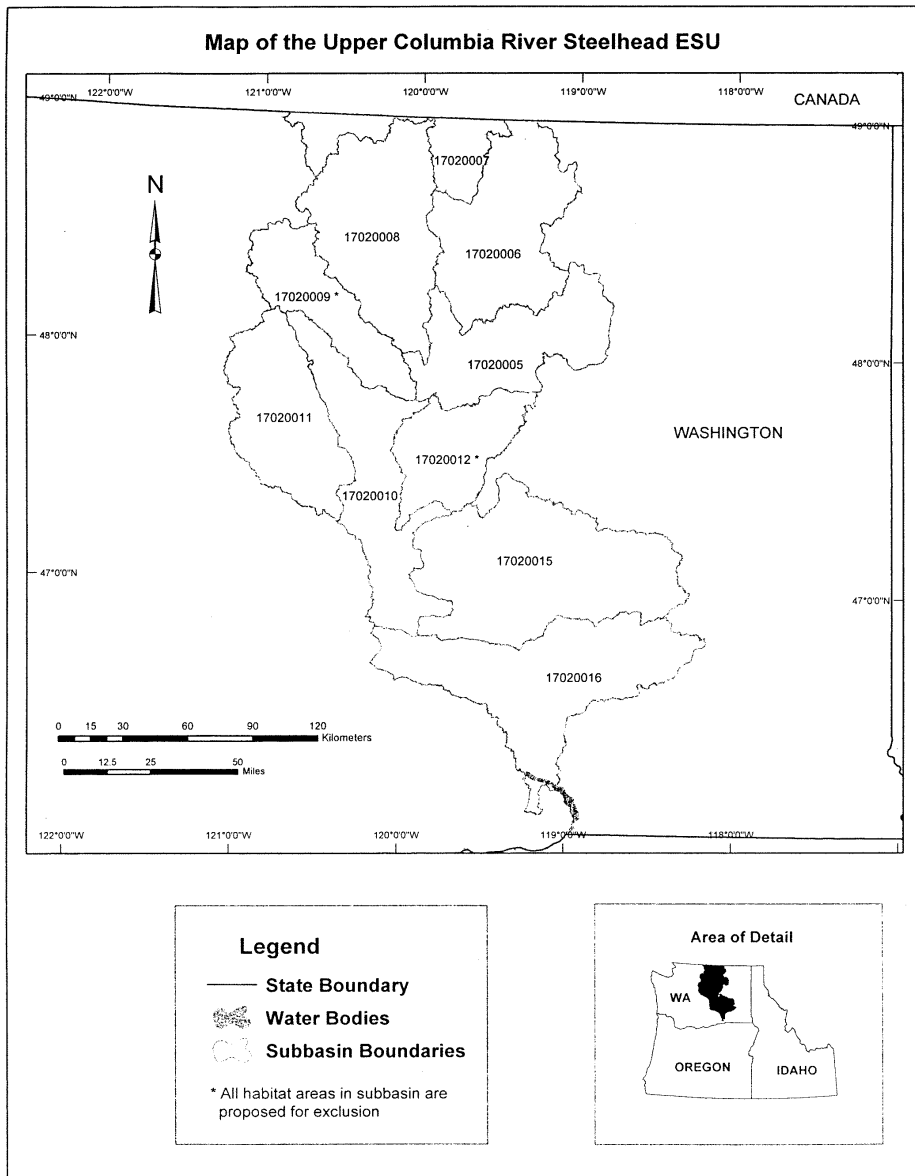 Map of the Upper Columbia River Steelhead ESU
122°0'0"W 121°0'0"W 120°0'0"W 119°0'0"W 118°0'0"W
49°0'0"N
CANADA
49°0'0"N
N
17020007
17020008
17020006
17020009 *
48°0'0"N
17020005
48°0'0"N
17020011
WASHINGTON
17020012 *
17020010
17020015
47°0'0"N
47°0'0"N
17020016
0 15 30 60 90 120
Kilometers
0 12.5 25 50
Miles
122°0'0"W 121°0'0"W 120°0'0"W 119°0'0"W 118°0'0"W
Legend
State Boundary
Water Bodies
Subbasin Boundaries
* All habitat areas in subbasin are
proposed for exclusion
Area of Detail
WA
OREGON
IDAHO